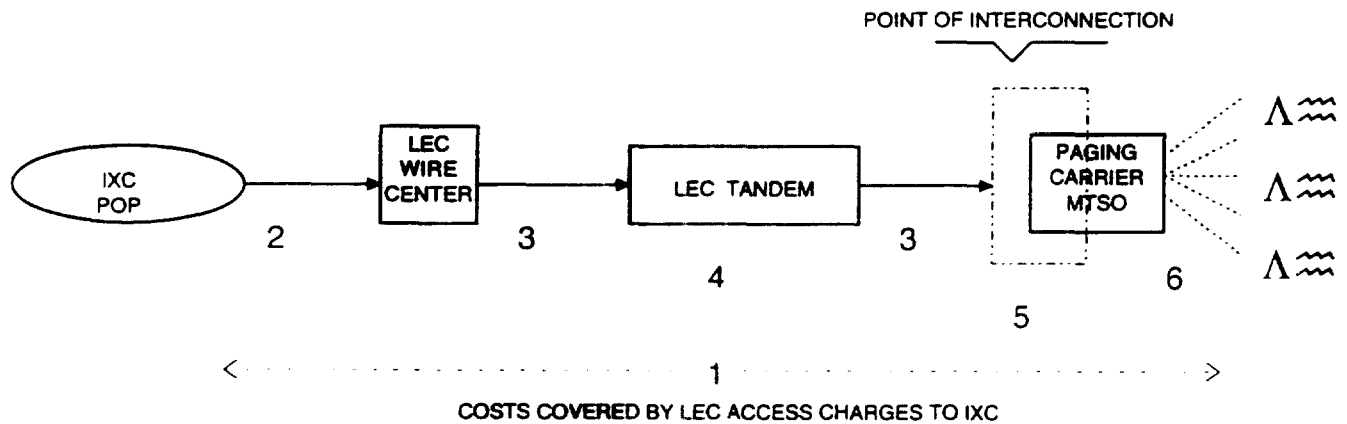 POINT OF INTERCONNECTION
IXC
POP
LEC
WIRE
CENTER
LEC TANDEM
PAGING
CARRIER
MTSO
2
3
4
3
5
6
1
COSTS COVERED BY LEC ACCESS CHARGES TO IXC